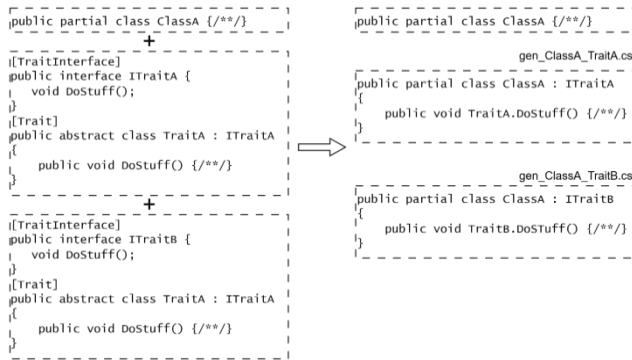 public partial class ClassA {/**/}
+
[TraitInterface]
public interface ITraitA {
void DoStuff();
}
[Trait]
public abstract class TraitA : ITraitA
{
public void DoStuff() {/**/}
}
+
[TraitInterface]
public interface ITraitB {
void DoStuff();
}
[Trait]
public abstract class TraitA : ITraitA
{
public void DoStuff() {/**/}
}
public partial class ClassA {/**/}
gen_ClassA_TraitA.cs
public partial class ClassA : ITraitA
{
public void TraitA.DoStuff() {/**/}
}
gen_ClassA_TraitB.cs
public partial class ClassA : ITraitB
{
public void TraitB.DoSTuff() {/**/}
}